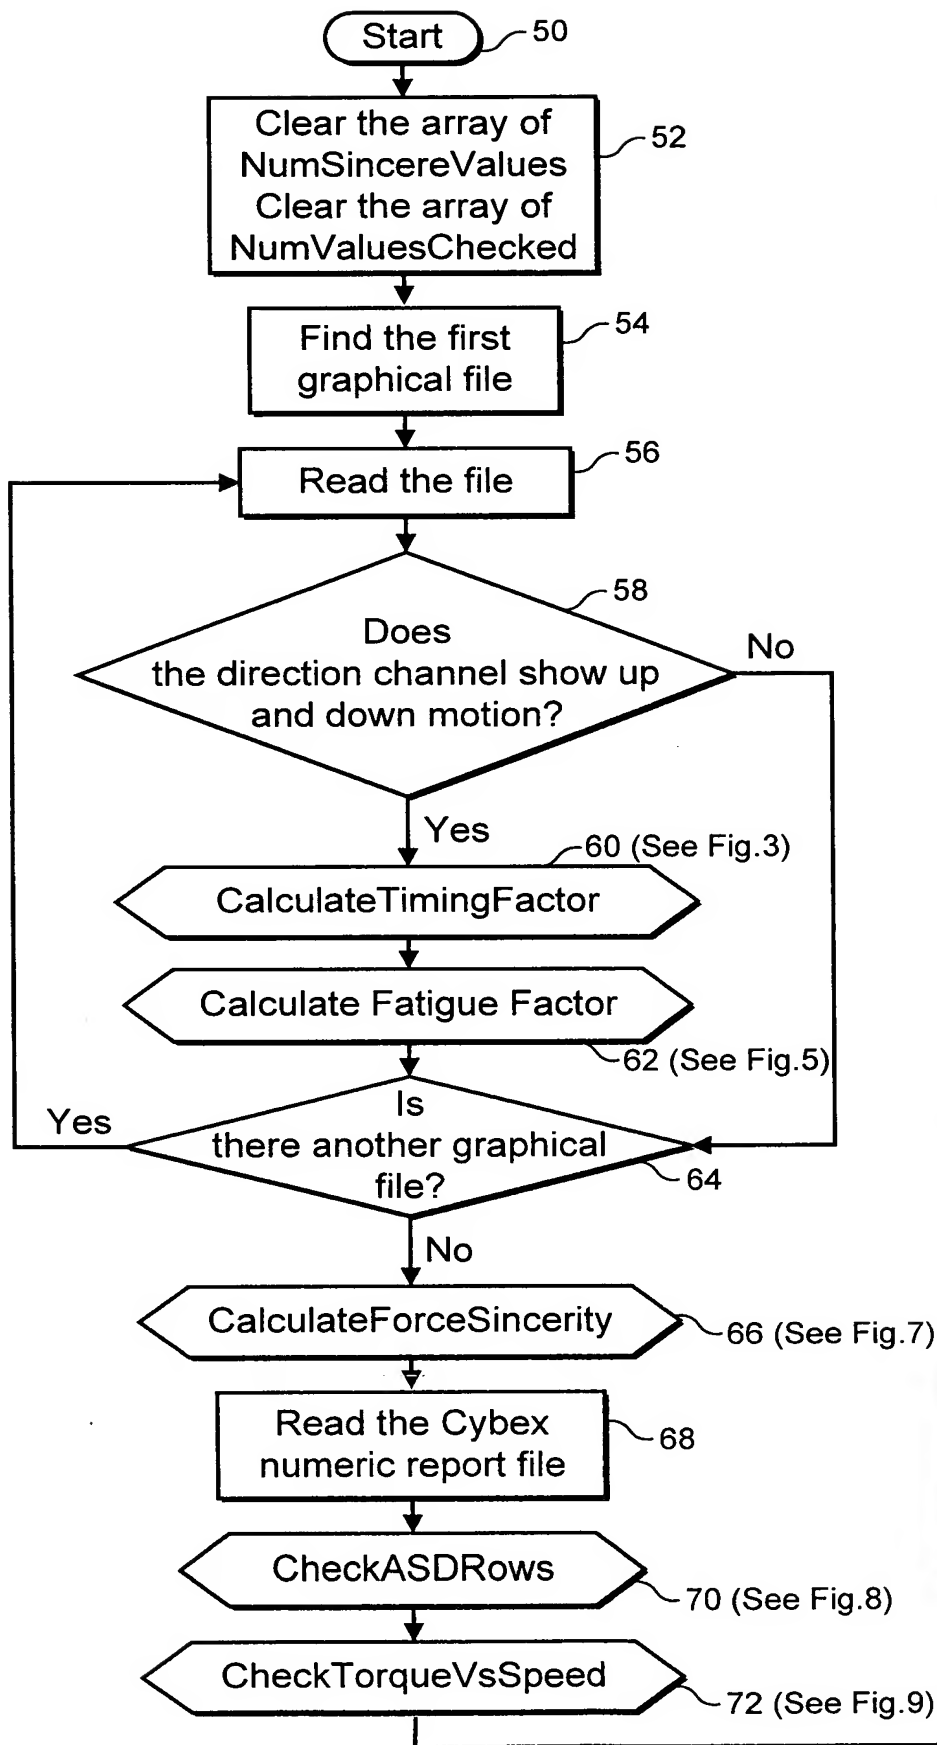 Start
50
Clear the array of
NumSincereValues
Clear the array of
NumValuesChecked
52
Find the first
graphical file
54
Read the file
56
58
Does
the direction channel show up
and down motion?
No
Yes
60 (See Fig.3)
CalculateTimingFactor
Calculate Fatigue Factor
62 (See Fig.5)
Yes
Is
there another graphical
file?
64
No
CalculateForceSincerity
66 (See Fig.7)
Read the Cybex
numeric report file
68
CheckASDRows
70 (See Fig.8)
CheckTorqueVsSpeed
72 (See Fig.9)